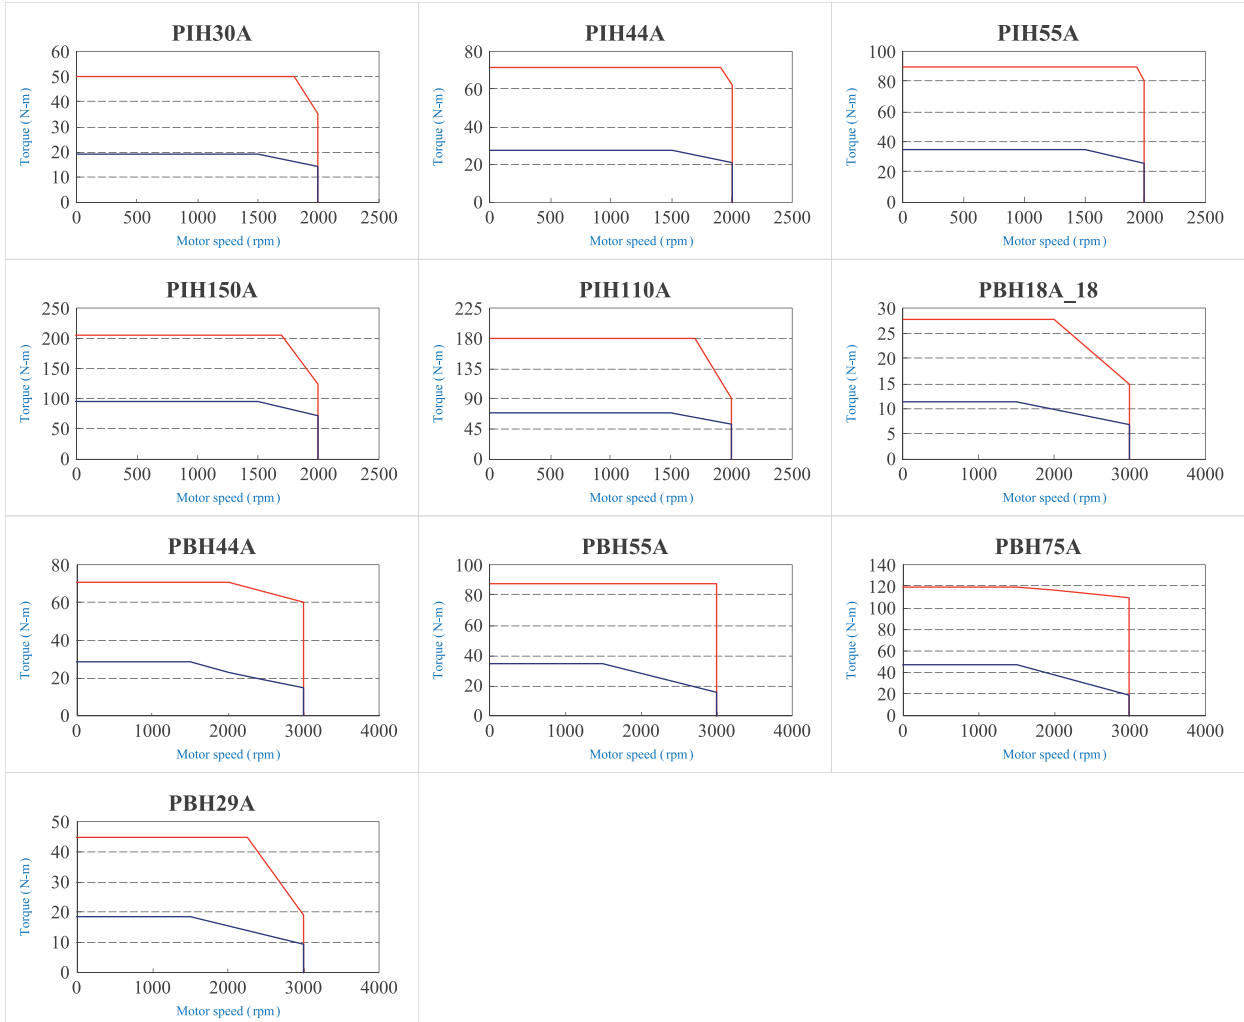 PIH30A
60
50
40
30
20
10
0
0 500 1000 1500 2000 2500
Torque (N-m)
Motor speed (rpm)
PIH44A
80
60
40
20
0
0 500 1000 1500 2000 2500
Torque (N-m)
Motor speed (rpm)
PIH55A
100
80
60
40
20
0
0 500 1000 1500 2000 2500
Torque (N-m)
Motor speed (rpm)
PIH150A
250
200
150
100
50
0
0 500 1000 1500 2000 2500
Torque (N-m)
Motor speed (rpm)
PIH110A
225
180
135
90
45
0
0 500 1000 1500 2000 2500
Torque (N-m)
Motor speed (rpm)
PBH18A_18
30
25
20
15
10
5
0
0 1000 2000 3000 4000
Torque (N-m)
Motor speed (rpm)
PBH44A
80
60
40
20
0
0 1000 2000 3000 4000
Torque (N-m)
Motor speed (rpm)
PBH55A
100
80
60
40
20
0
0 1000 2000 3000 4000
Torque (N-m)
Motor speed (rpm)
PBH75A
140
120
100
80
60
40
20
0
0 1000 2000 3000 4000
Torque (N-m)
Motor speed (rpm)
PBH29A
50
40
30
20
10
0
0 1000 2000 3000 4000
Torque (N-m)
Motor speed (rpm)